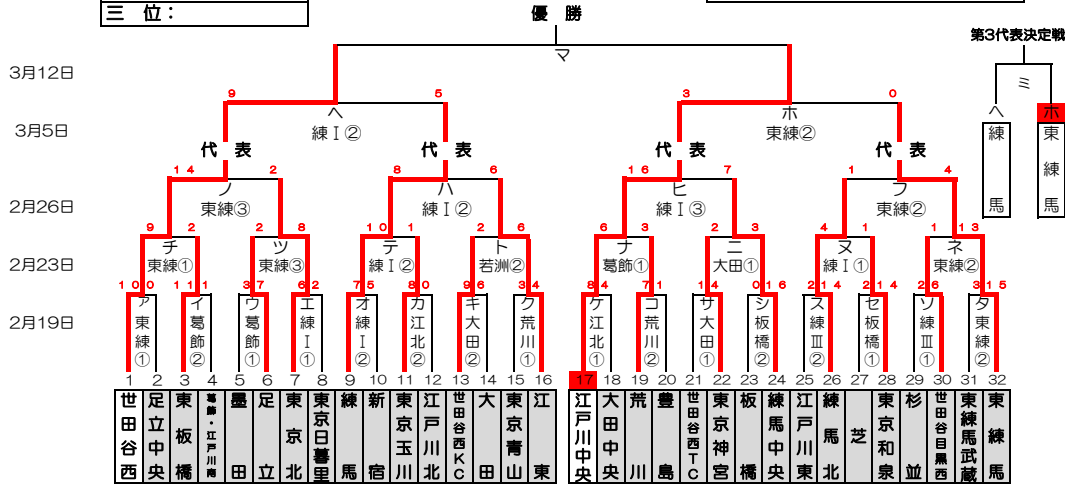 三 位：
優 勝
マ
第3代表決定戦
3月12日
ミ
9 5 3 0
ヘ ホ
3月5日
ヘ 練Ⅰ② ホ 東練②
練馬 東練馬
代 表 代 表 代 表 代 表
14 2 8 6 16 7 1 4
2月26日
ノ 東練③ ハ 練Ⅰ② ヒ 練Ⅰ③ フ 東練②
9 2 2 8 10 1 2 6 6 3 2 3 4 1 1 13
2月23日
チ 東練① ツ 東練③ テ 練Ⅰ② ト 若洲② ナ 葛飾① ニ 大田① ヌ 練Ⅰ① ネ 東練②
10 0 11 1 3 7 6 2 7 5 8 0 9 6 3 4 8 4 7 1 1 4 0 16 2 14 2 14 2 6 3 15
2月19日
ア東練① イ葛飾② ウ葛飾① エ練Ⅰ① オ練Ⅰ② カ江北② キ大田② ク荒川① ケ江北① コ荒川② サ大田① シ板橋② ス練Ⅲ② セ板橋① ソ練Ⅲ① タ東練②
1 2 3 4 5 6 7 8 9 10 11 12 13 14 15 16 17 18 19 20 21 22 23 24 25 26 27 28 29 30 31 32
世田谷西
足立中央
東板橋
葛飾・江戸川南
墨田
足立
東京北
東京日暮里
練馬
新宿
東京玉川
江戸川北
世田谷西KC
大田
東京青山
江東
江戸川中央
大田中央
荒川
豊島
世田谷西TC
東京神宮
板橋
練馬中央
江戸川東
練馬北
芝
東京和泉
杉並
世田谷目黒西
東練馬武蔵
東練馬